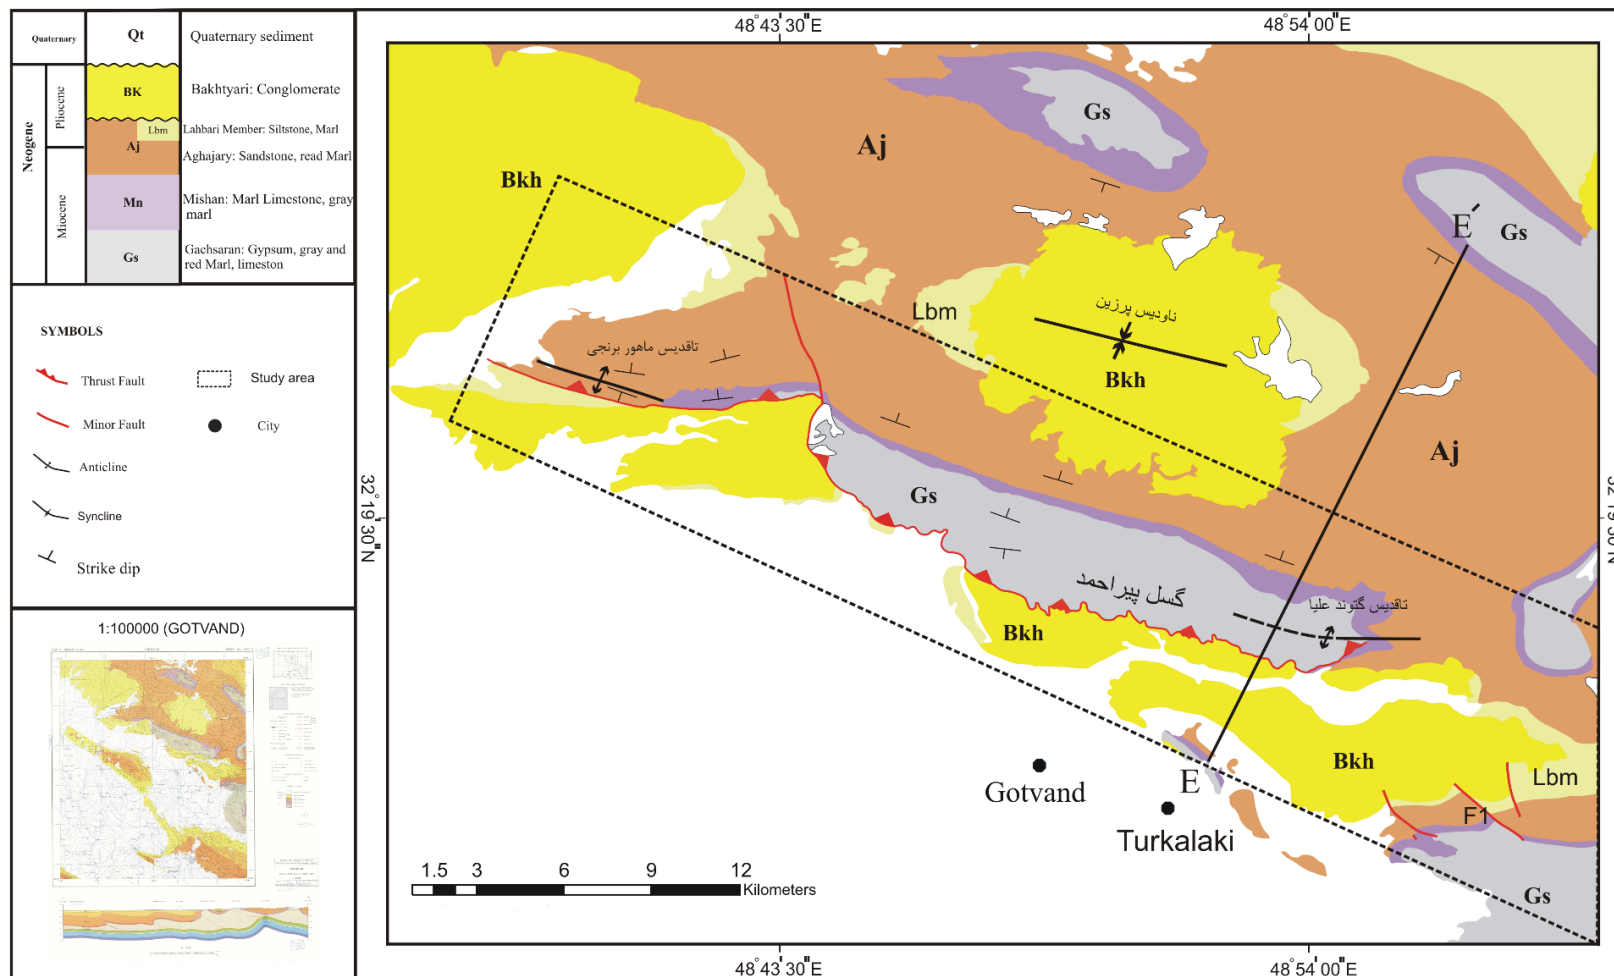 Quaternary
Qt
Quaternary sediment
Neogene
Pliocene
Miocene
BK
Bakhtyari: Conglomerate
Lbm
Lahbari Member: Siltstone, Marl
Aj
Aghajary: Sandstone, read Marl
Mn
Mishan: Marl Limestone, gray
marl
Gs
Gachsaran: Gypsum, gray and
red Marl, limeston
SYMBOLS
Thrust Fault
Study area
Minor Fault
City
Anticline
Syncline
Strike dip
1:100000 (GOTVAND)
48° 43 30" E
48° 54 00" E
Gs
Aj
Bkh
E´
Gs
Lbm
ناودیس پرزین
Bkh
تاقدیس ماهور برنجی
Aj
32° 19 30" N
32° 19 30" N
Gs
گسل پیراحمد
تاقدیس گتوند علیا
Bkh
Bkh
Lbm
E
Gotvand
F1
Turkalaki
Gs
1.5 3 6 9 12
Kilometers
48° 43 30" E
48° 54 00" E